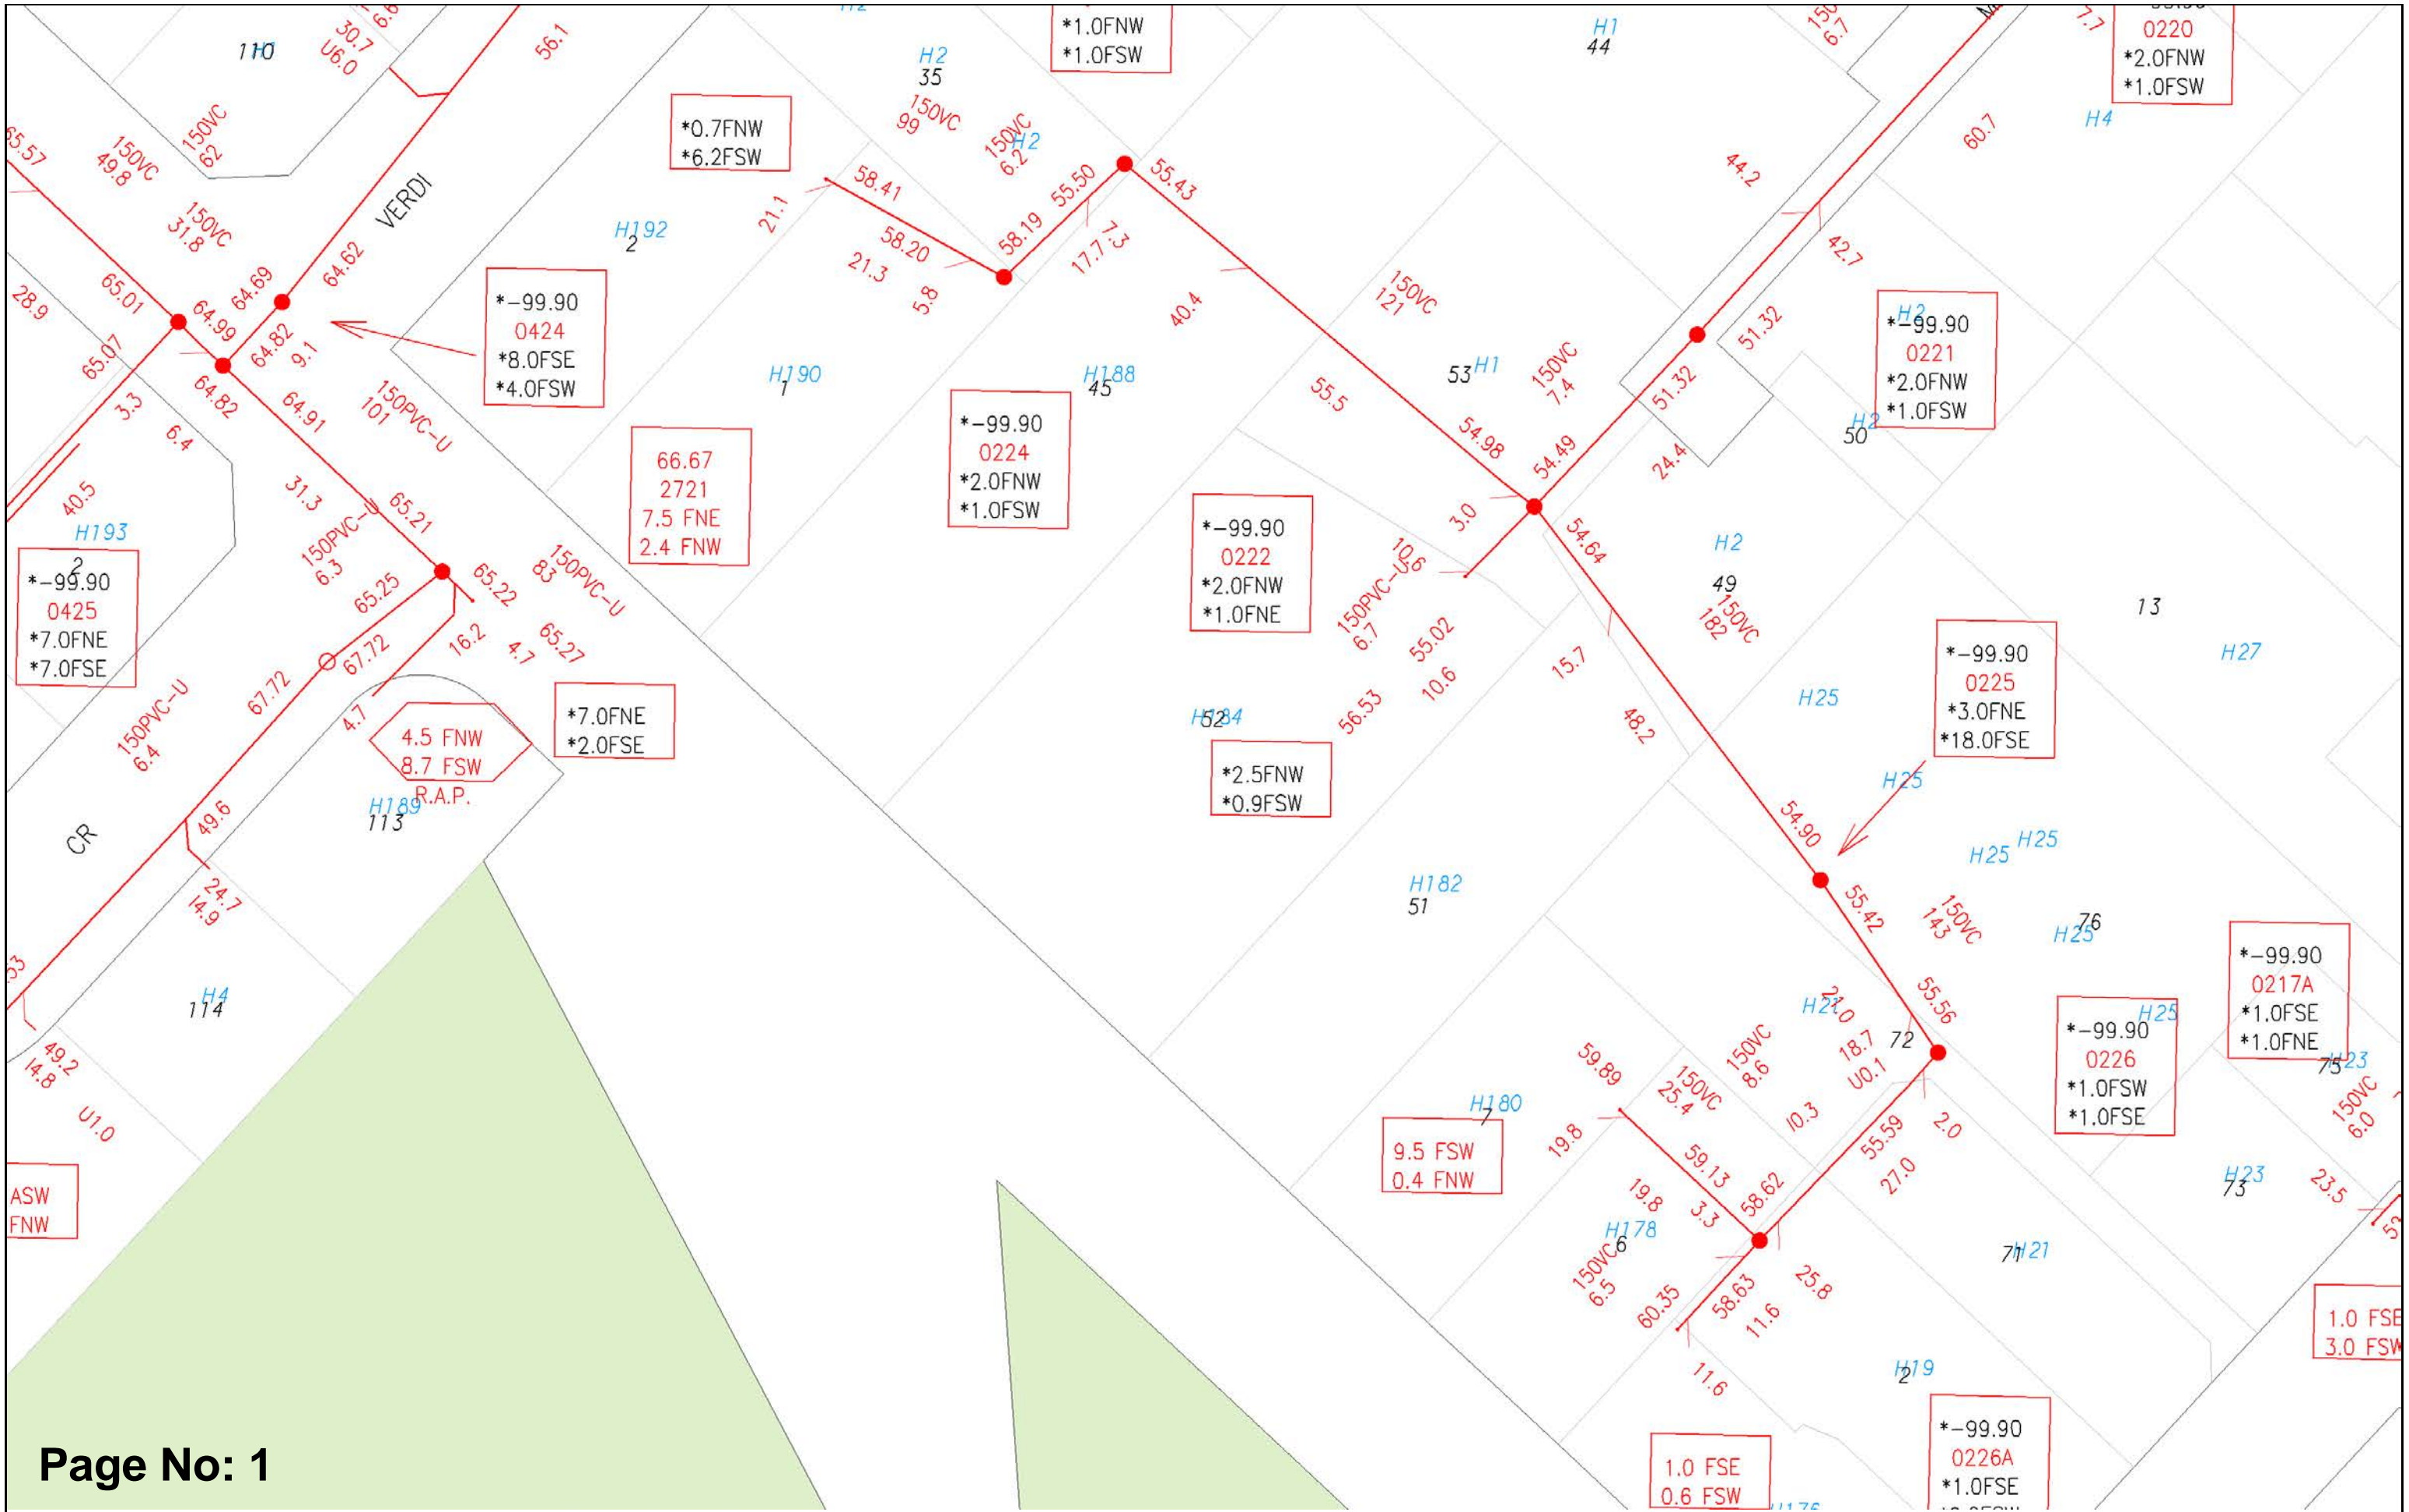 110
H1
30.7
U6.0
56.1
H2
35
*1.0FNW
*1.0FSW
H1
44
6.7
7.7
0220
*2.0FNW
*1.0FSW
H4
60.7
65.57
150VC
49.8
150VC
62
150VC
31.8
VERDI
*0.7FNW
*6.2FSW
150VC
99
150VC
6.2
H2
H192
2
21.1
58.41
58.20
21.3
5.8
58.19
55.50
17.7
7.3
55.43
40.4
44.2
42.7
28.9
65.01
64.99
64.69
64.62
64.82
9.1
65.07
3.3
6.4
64.82
64.91
150PVC-U
101
*-99.90
0424
*8.0FSE
*4.0FSW
H190
1
H188
45
55.5
150VC
121
53
H1
150VC
7.4
51.32
51.32
24.4
H2
*-99.90
0221
*2.0FNW
*1.0FSW
H2
50
66.67
2721
7.5 FNE
2.4 FNW
*-99.90
0224
*2.0FNW
*1.0FSW
54.98
54.49
3.0
54.64
40.5
H193
2
*-99.90
0425
*7.0FNE
*7.0FSE
31.3
65.21
150PVC-U
6.3
65.25
65.22
150PVC-U
83
67.72
67.72
16.2
4.7
65.27
4.7
*-99.90
0222
*2.0FNW
*1.0FNE
10.6
150PVC-U
6.7
55.02
10.6
56.53
15.7
48.2
H2
49
150VC
182
13
H27
H25
*-99.90
0225
*3.0FNE
*18.0FSE
150PVC-U
6.4
4.5 FNW
8.7 FSW
R.A.P.
*7.0FNE
*2.0FSE
H184
52
*2.5FNW
*0.9FSW
CR
49.6
H189
113
24.7
14.9
H182
51
54.90
H25
H25
H25
55.42
150VC
143
76
H25
*-99.90
0217A
*1.0FSE
*1.0FNE
53
H4
114
49.2
14.8
U1.0
ASW
FNW
H21
21.0
18.7
U0.1
72
55.56
*-99.90
0226
*1.0FSW
*1.0FSE
H25
H23
75
150VC
6.0
59.89
150VC
25.4
150VC
8.6
10.3
H180
7
9.5 FSW
0.4 FNW
19.8
59.13
19.8
3.3
58.62
55.59
27.0
2.0
H23
73
23.5
H178
6
150VC
6.5
60.35
58.63
11.6
25.8
11.6
71
H21
1.0 FSE
3.0 FSW
H19
2
*-99.90
0226A
*1.0FSE
1.0 FSE
0.6 FSW
Page No: 1